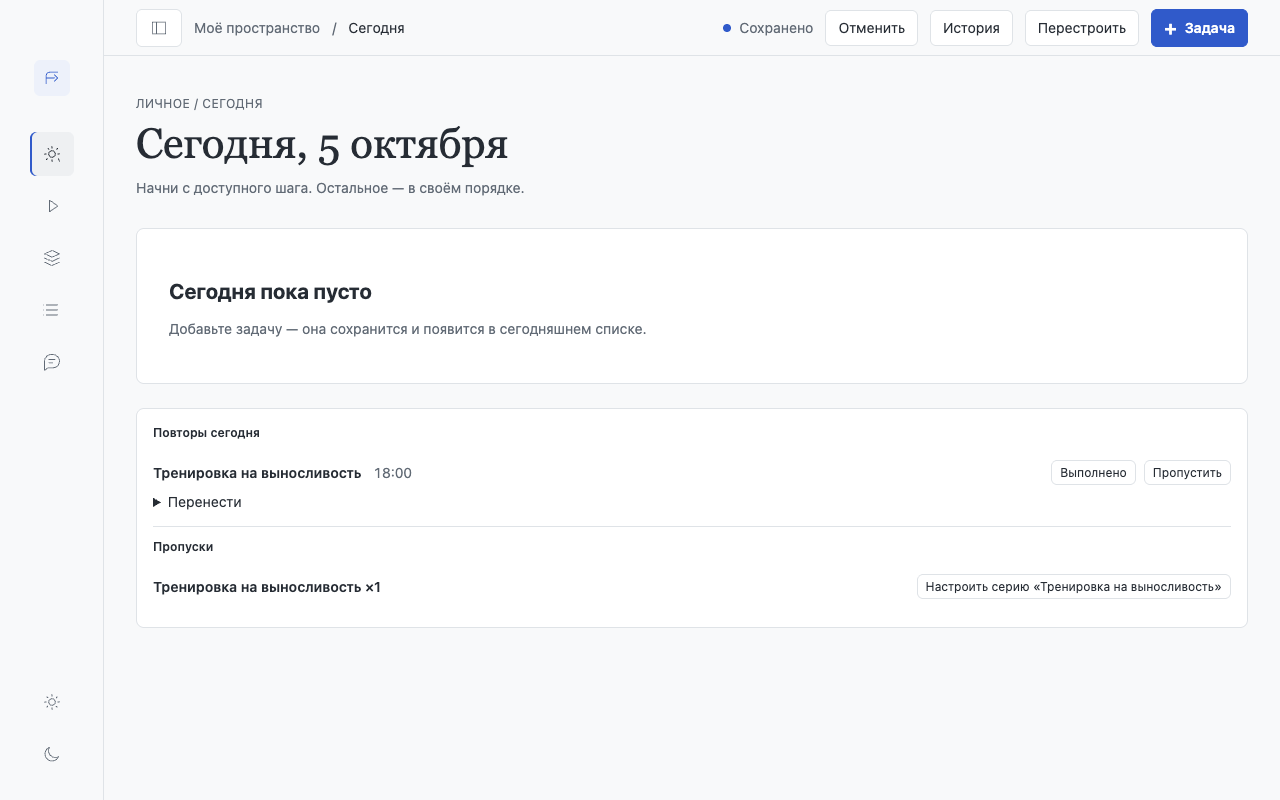 Моё пространство / Сегодня
Сохранено
Отменить
История
Перестроить
+ Задача
ЛИЧНОЕ / СЕГОДНЯ
Сегодня, 5 октября
Начни с доступного шага. Остальное — в своём порядке.
Сегодня пока пусто
Добавьте задачу — она сохранится и появится в сегодняшнем списке.
Повторы сегодня
Тренировка на выносливость 18:00
Выполнено
Пропустить
Перенести
Пропуски
Тренировка на выносливость ×1
Настроить серию «Тренировка на выносливость»